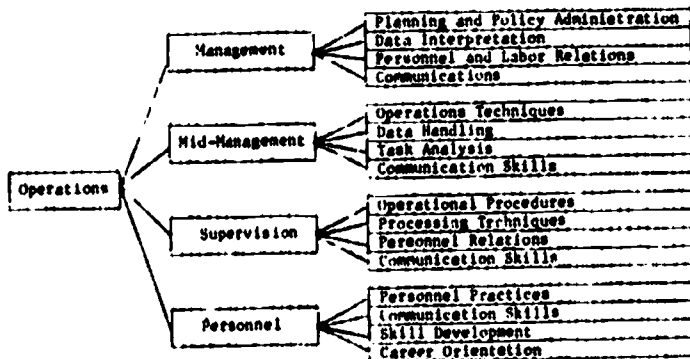 Planning and Policy Administration
Management
Data Interpretation
Personnel and Labor Relations
Communications
Operations Techniques
Data Handling
Mid-Management
Task Analysis
Communication Skills
Operations
Operational Procedures
Processing Techniques
Supervision
Personnel Relations
Communication Skills
Personnel Practices
Communication Skills
Personnel
Skill Development
Career Orientation